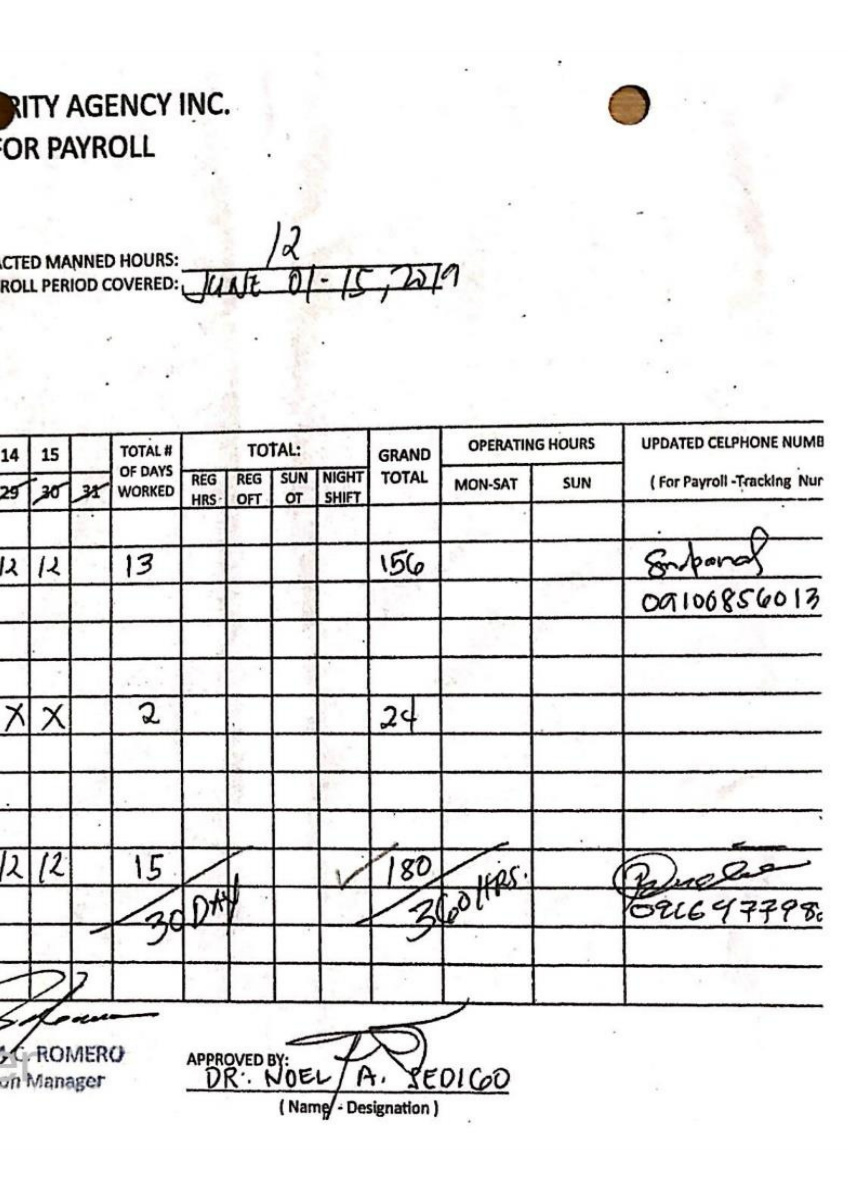 RITY AGENCY INC.
FOR PAYROLL
ACTED MANNED HOURS: 12
ROLL PERIOD COVERED: JUNE 01-15, 2019
14 15 TOTAL # OF DAYS WORKED TOTAL: GRAND TOTAL OPERATING HOURS UPDATED CELPHONE NUMB
29 30 31 REG HRS REG OFT SUN OT NIGHT SHIFT MON-SAT SUN ( For Payroll -Tracking Nur
12 12 13 156
09100856013
X X 2 24
12 12 15 ✓ 180
30 DAY 360 HRS.
0916477798
C. ROMERO
on Manager
APPROVED BY:
DR. NOEL A. SEDIGO
( Name - Designation )